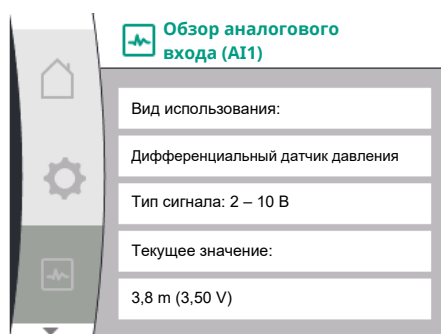 Обзор аналогового
входа (AI1)
Вид использования:
Дифференциальный датчик давления
Тип сигнала: 2 – 10 В
Текущее значение:
3,8 m (3,50 V)